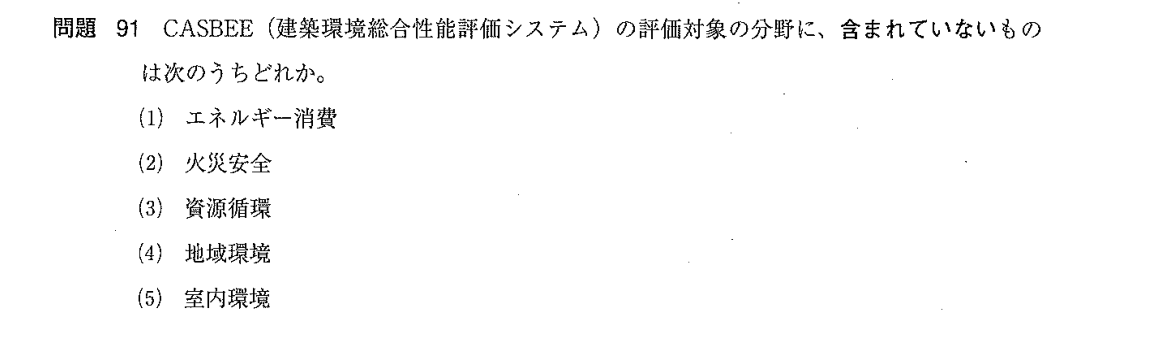 問題 91 CASBEE（建築環境総合性能評価システム）の評価対象の分野に、含まれていないもの
は次のうちどれか。
(1) エネルギー消費
(2) 火災安全
(3) 資源循環
(4) 地域環境
(5) 室内環境